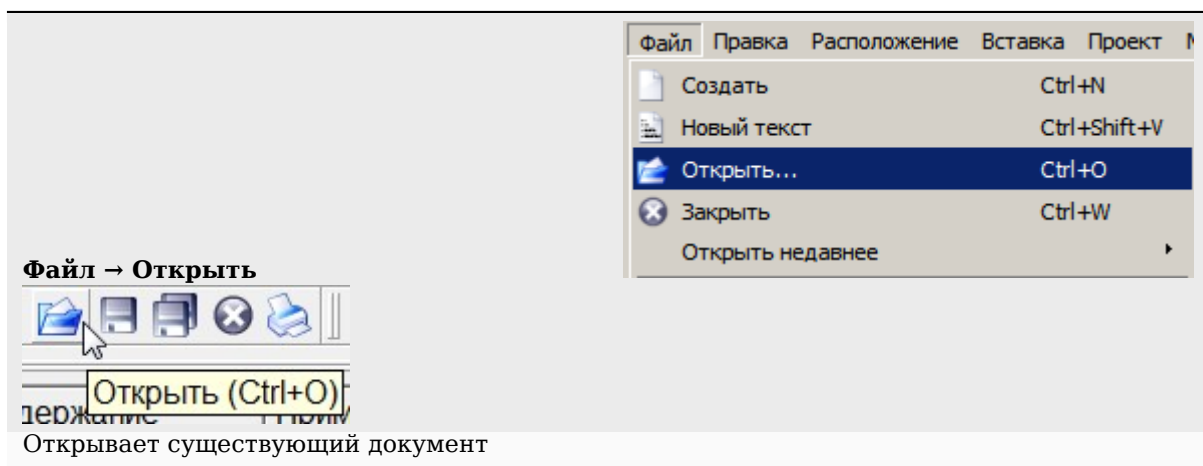 Файл Правка Расположение Вставка Проект
Создать Ctrl+N
Новый текст Ctrl+Shift+V
Открыть... Ctrl+O
Закрыть Ctrl+W
Открыть недавнее
Файл → Открыть
Открыть (Ctrl+O)
Открывает существующий документ